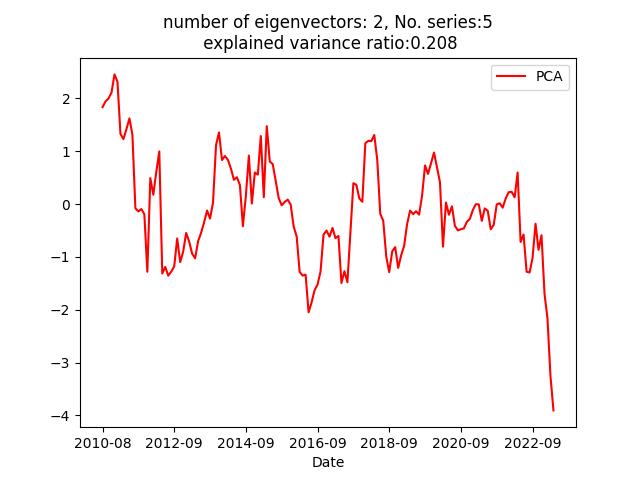 number of eigenvectors: 2, No. series:5
explained variance ratio:0.208
PCA
2
1
0
−1
−2
−3
−4
2010-08 2012-09 2014-09 2016-09 2018-09 2020-09 2022-09
Date